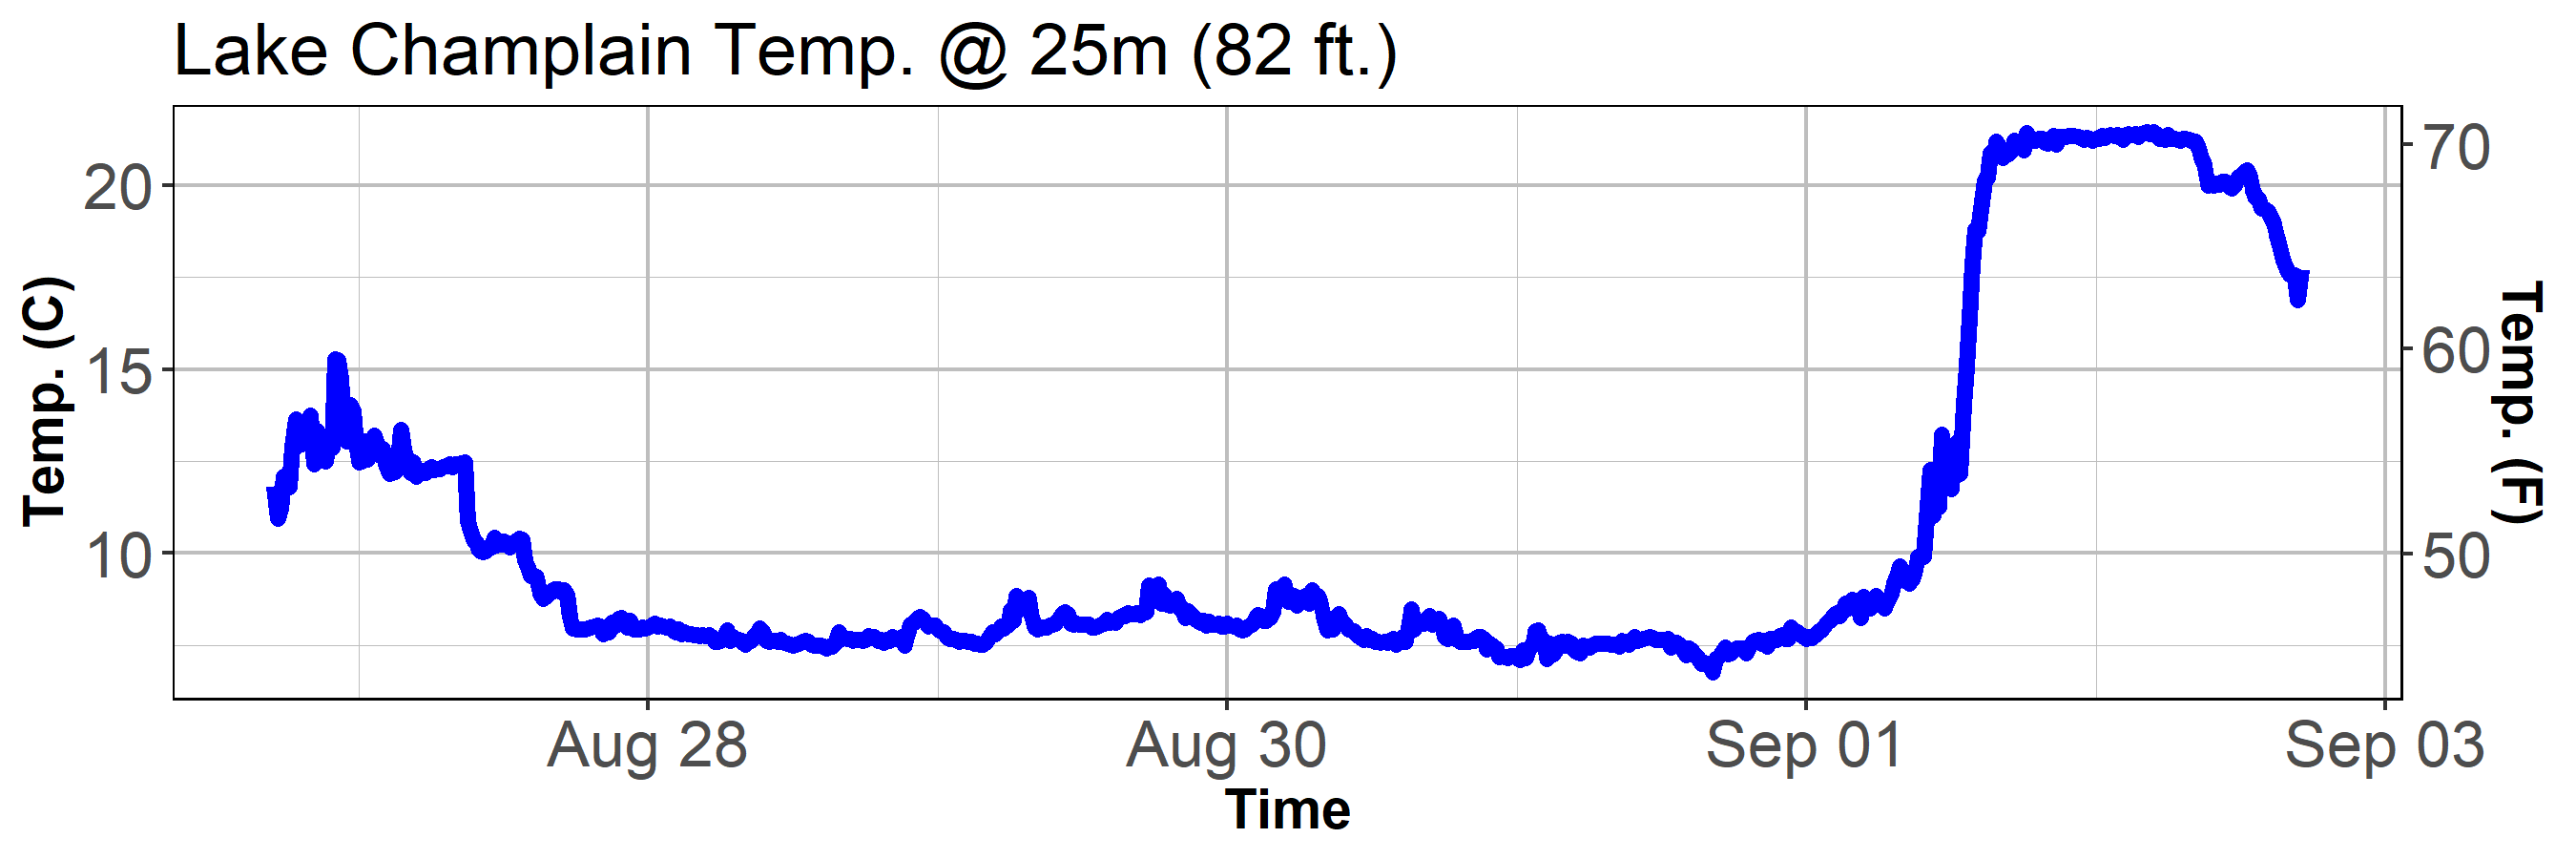 Lake Champlain Temp. @ 25m (82 ft.)
Temp. (C)
20
15
10
70
60
50
Temp. (F)
Aug 28
Aug 30
Sep 01
Sep 03
Time